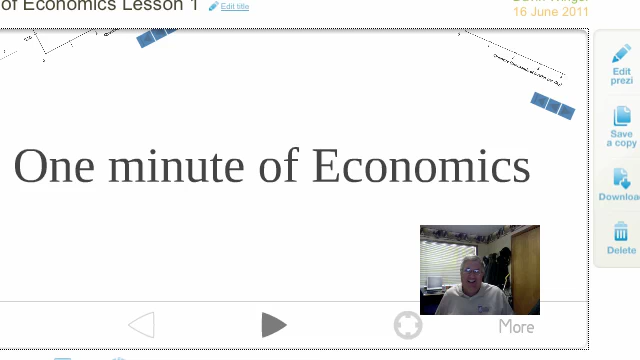 of Economics Lesson 1
Edit title
16 June 2011
Edit
prezi
One minute of Economics
Save
a copy
Download
Delete
More